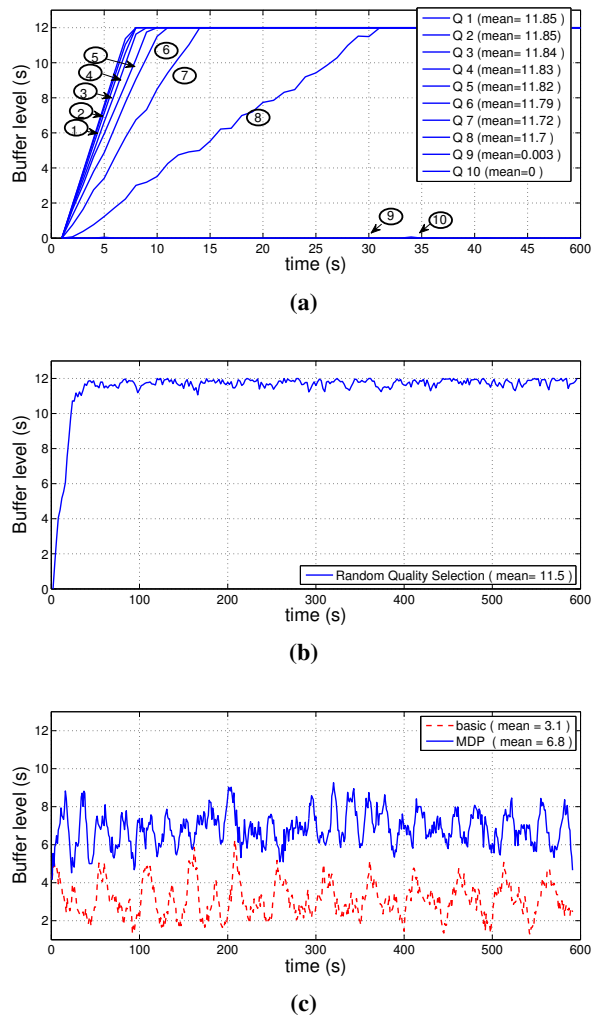 Buffer level (s)
12
10
8
6
4
2
0
1
2
3
4
5
6
7
8
9
10
Q 1 (mean= 11.85)
Q 2 (mean= 11.85)
Q 3 (mean= 11.84)
Q 4 (mean=11.83)
Q 5 (mean=11.82)
Q 6 (mean=11.79)
Q 7 (mean=11.72)
Q 8 (mean=11.7)
Q 9 (mean=0.003 )
Q 10 (mean=0)
0 5 10 15 20 25 30 35 40 45 600
time (s)
(a)
Buffer level (s)
12
10
8
6
4
2
0
Random Quality Selection ( mean= 11.5 )
0 100 200 300 400 500 600
time (s)
(b)
Buffer level (s)
12
10
8
6
4
2
basic ( mean = 3.1 )
MDP ( mean = 6.8 )
0 100 200 300 400 500 600
time (s)
(c)